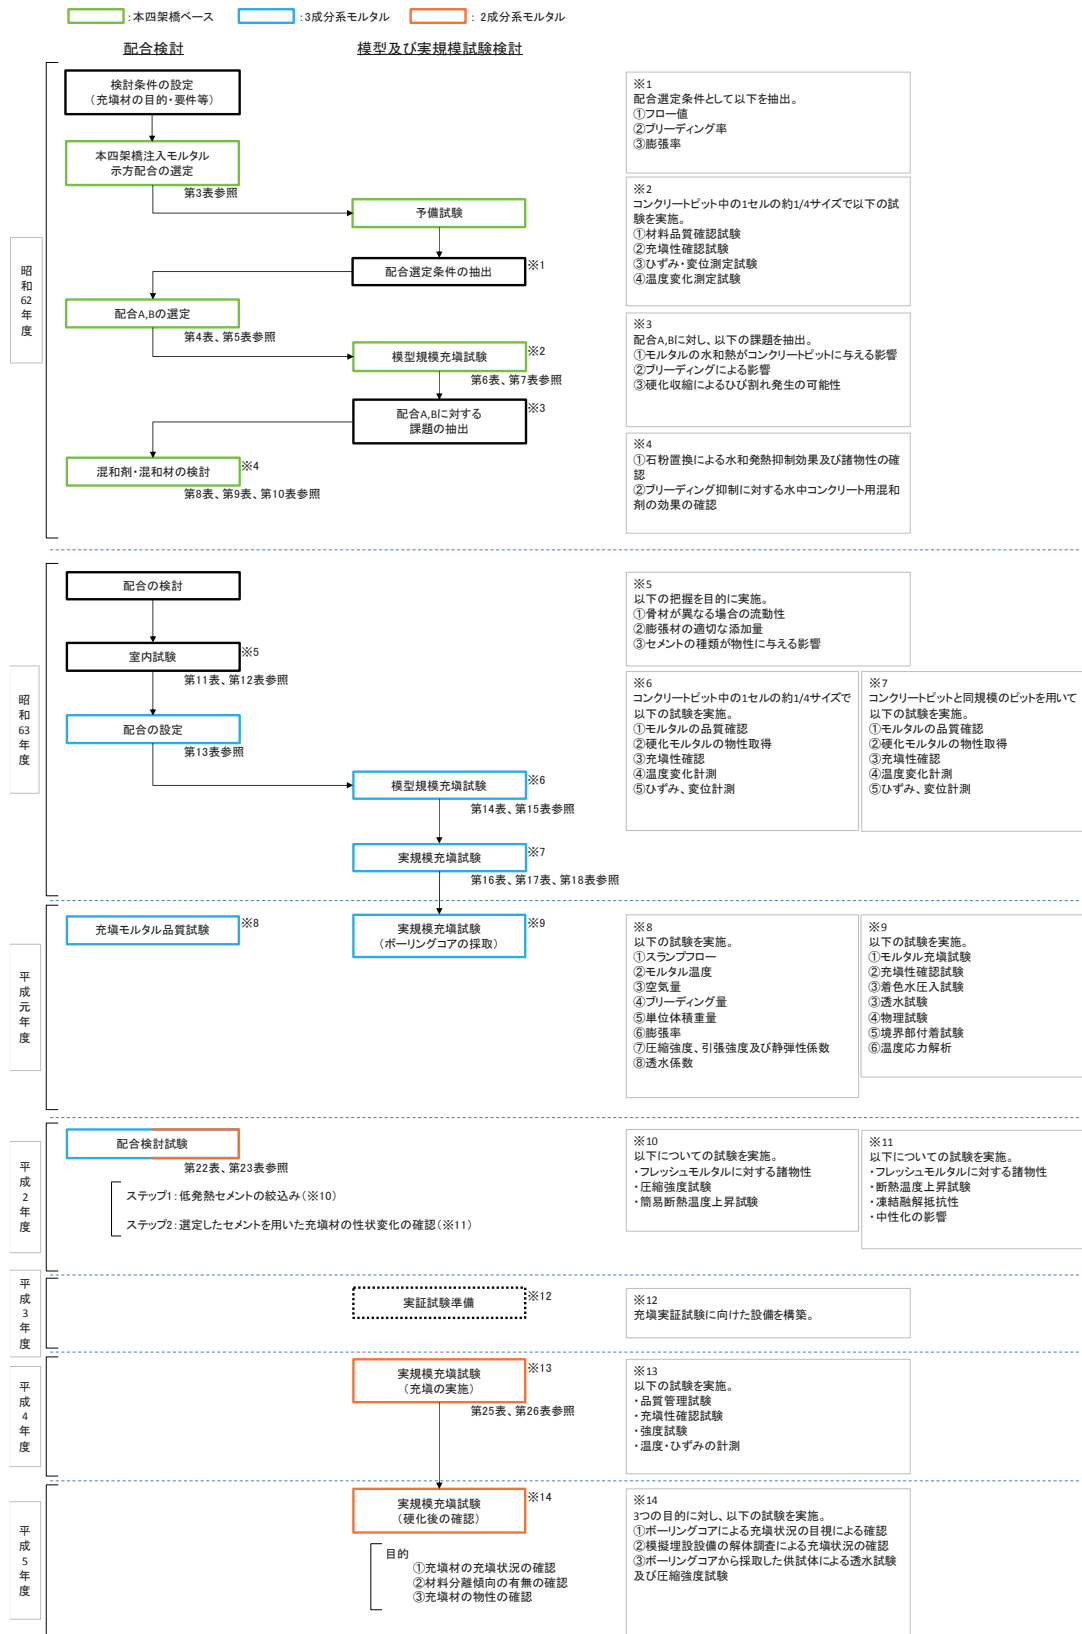 :本四架橋ベース
:3成分系モルタル
:2成分系モルタル
配合検討
模型及び実規模試験検討
昭和62年度
検討条件の設定
(充填材の目的・要件等)
本四架橋注入モルタル
示方配合の選定
第3表参照
予備試験
配合選定条件の抽出
※1
配合A,Bの選定
第4表、第5表参照
模型規模充填試験
※2
第6表、第7表参照
配合A,Bに対する
課題の抽出
※3
混和剤・混和材の検討
※4
第8表、第9表、第10表参照
※1
配合選定条件として以下を抽出。
①フロー値
②ブリーディング率
③膨張率
※2
コンクリートピット中の1セルの約1/4サイズで以下の試
験を実施。
①材料品質確認試験
②充填性確認試験
③ひずみ・変位測定試験
④温度変化測定試験
※3
配合A,Bに対し、以下の課題を抽出。
①モルタルの水和熱がコンクリートピットに与える影響
②ブリーディングによる影響
③硬化収縮によるひび割れ発生の可能性
※4
①石粉置換による水和発熱抑制効果及び諸物性の確
認
②ブリーディング抑制に対する水中コンクリート用混和
剤の効果の確認
昭和63年度
配合の検討
室内試験
※5
第11表、第12表参照
配合の設定
第13表参照
模型規模充填試験
※6
第14表、第15表参照
実規模充填試験
※7
第16表、第17表、第18表参照
※5
以下の把握を目的に実施。
①骨材が異なる場合の流動性
②膨張材の適切な添加量
③セメントの種類が物性に与える影響
※6
コンクリートピット中の1セルの約1/4サイズで
以下の試験を実施。
①モルタルの品質確認
②硬化モルタルの物性取得
③充填性確認
④温度変化計測
⑤ひずみ、変位計測
※7
コンクリートピットと同規模のピットを用いて
以下の試験を実施。
①モルタルの品質確認
②硬化モルタルの物性取得
③充填性確認
④温度変化計測
⑤ひずみ、変位計測
平成元年度
充填モルタル品質試験
※8
実規模充填試験
(ボーリングコアの採取)
※9
※8
以下の試験を実施。
①スランプフロー
②モルタル温度
③空気量
④ブリーディング量
⑤単位体積重量
⑥膨張率
⑦圧縮強度、引張強度及び静弾性係数
⑧透水係数
※9
以下の試験を実施。
①モルタル充填試験
②充填性確認試験
③着色水圧入試験
③透水試験
④物理試験
⑤境界部付着試験
⑥温度応力解析
平成2年度
配合検討試験
第22表、第23表参照
ステップ1:低発熱セメントの絞込み(※10)
ステップ2:選定したセメントを用いた充填材の性状変化の確認(※11)
※10
以下についての試験を実施。
・フレッシュモルタルに対する諸物性
・圧縮強度試験
・簡易断熱温度上昇試験
※11
以下についての試験を実施。
・フレッシュモルタルに対する諸物性
・断熱温度上昇試験
・凍結融解抵抗性
・中性化の影響
平成3年度
実証試験準備
※12
※12
充填実証試験に向けた設備を構築。
平成4年度
実規模充填試験
(充填の実施)
※13
第25表、第26表参照
※13
以下の試験を実施。
・品質管理試験
・充填性確認試験
・強度試験
・温度・ひずみの計測
平成5年度
実規模充填試験
(硬化後の確認)
※14
目的
①充填材の充填状況の確認
②材料分離傾向の有無の確認
③充填材の物性の確認
※14
3つの目的に対し、以下の試験を実施。
①ボーリングコアによる充填状況の目視による確認
②模擬埋設設備の解体調査による充填状況の確認
③ボーリングコアから採取した供試体による透水試験
及び圧縮強度試験